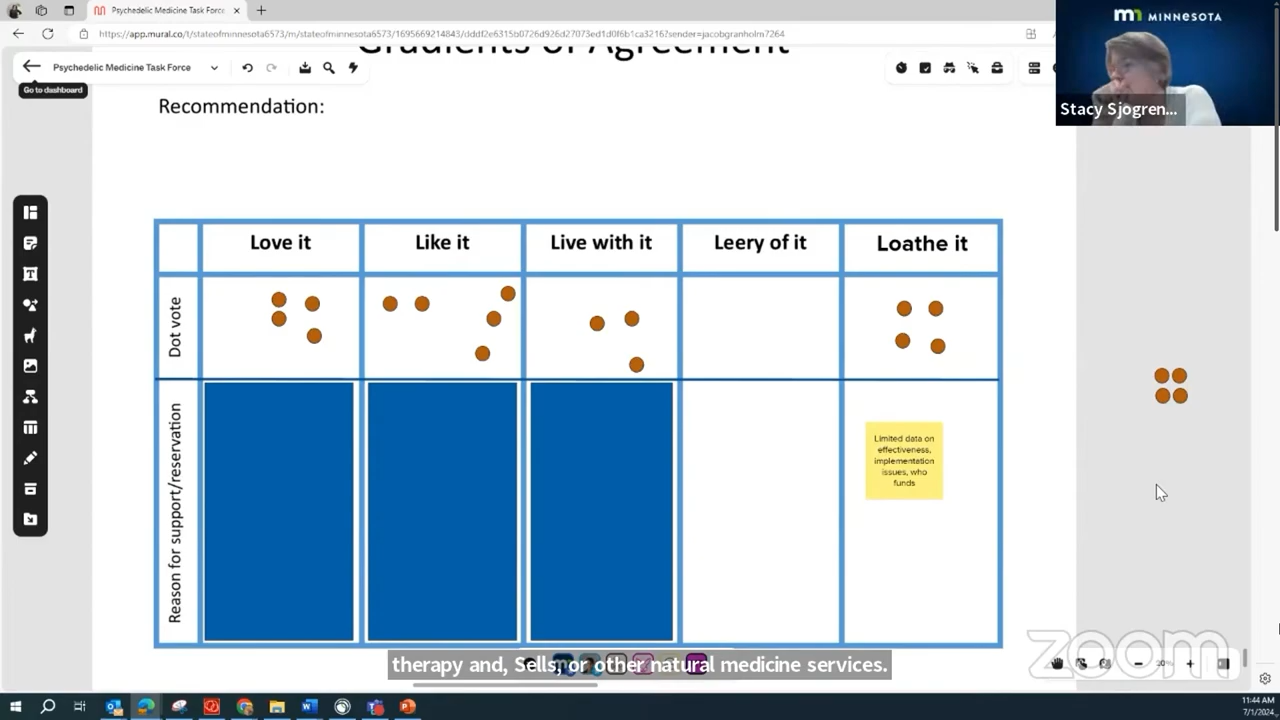 Psychedelic Medicine Task Force
https://app.mural.co/t/stateofminnesota6573/m/stateofminnesota6573/1695669214843/dddf2e6315b0726d926d27073ed1d0f6b1ca3216?sender=jacobgranholm7264
MINNESOTA
Gradients of Agreement
Psychedelic Medicine Task Force
Go to dashboard
Stacy Sjogren...
Recommendation:
Love it
Like it
Live with it
Leery of it
Loathe it
Dot vote
Reason for support/reservation
Limited data on
effectiveness,
implementation
issues, who
funds
therapy and, Sells, or other natural medicine services.
zoom
11:44 AM
7/1/2024